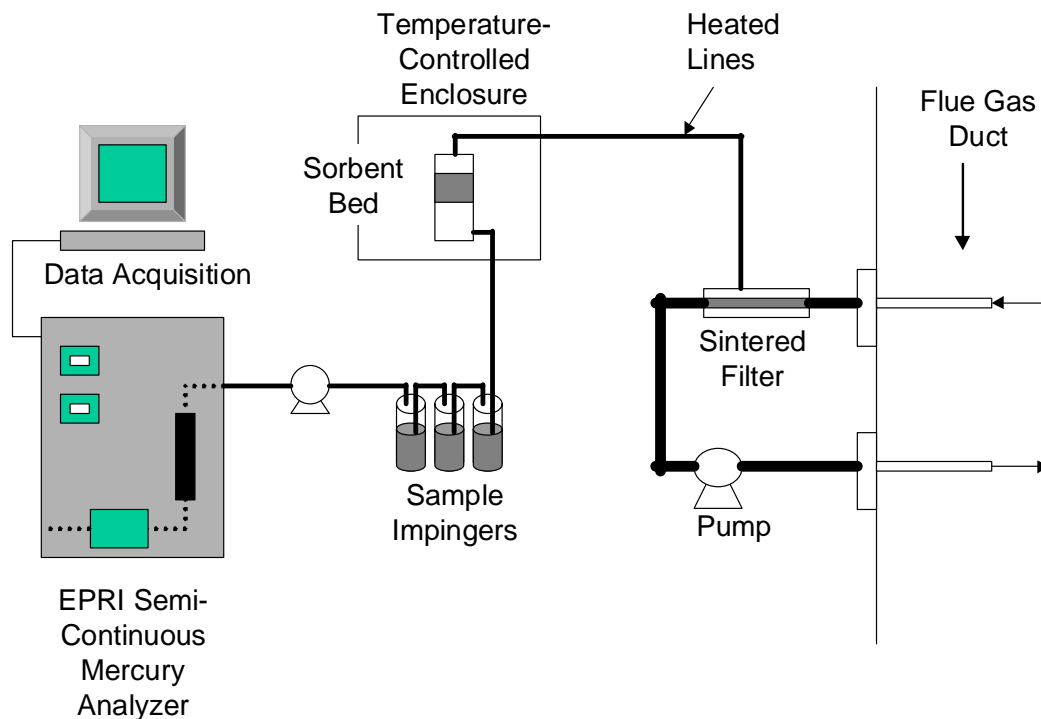 Temperature-
Controlled
Enclosure
Heated
Lines
Flue Gas
Duct
Sorbent
Bed
Data Acquisition
Sintered
Filter
Sample
Impingers
Pump
EPRI Semi-
Continuous
Mercury
Analyzer